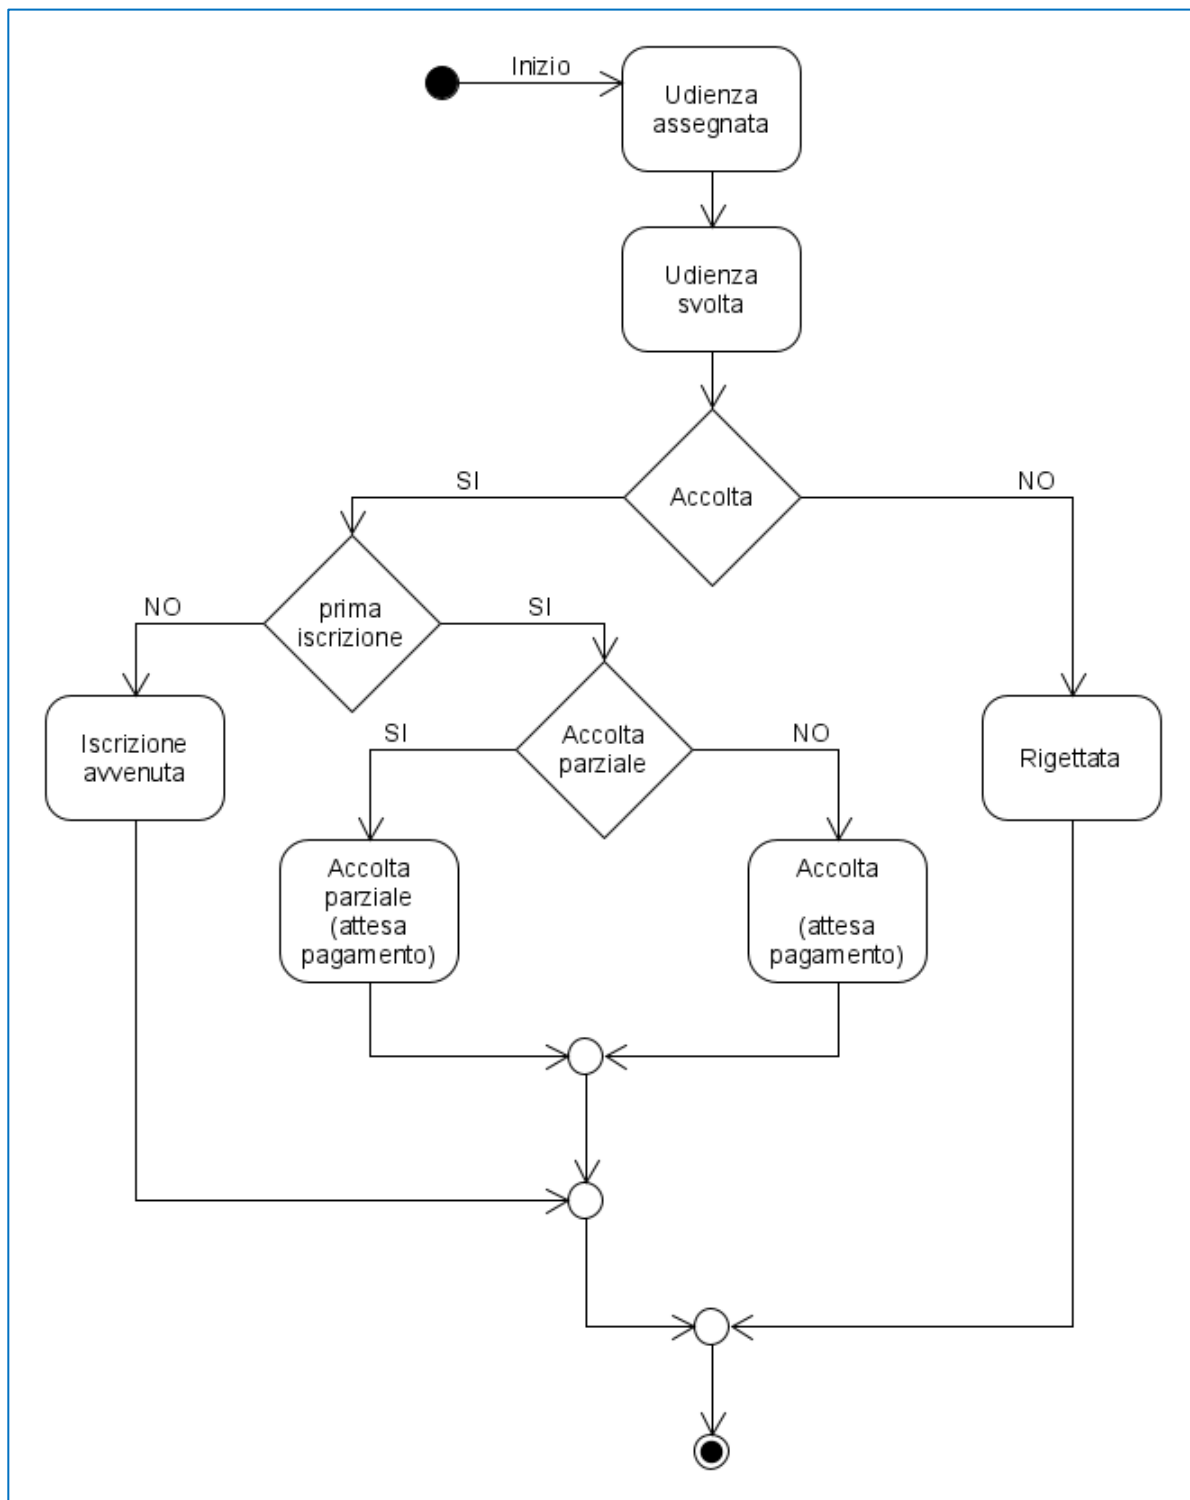 Inizio
Udienza
assegnata
Udienza
svolta
Accolta
SI
NO
prima
iscrizione
NO
SI
Iscrizione
avvenuta
Accolta
parziale
SI
NO
Rigettata
Accolta
parziale
(attesa
pagamento)
Accolta
(attesa
pagamento)